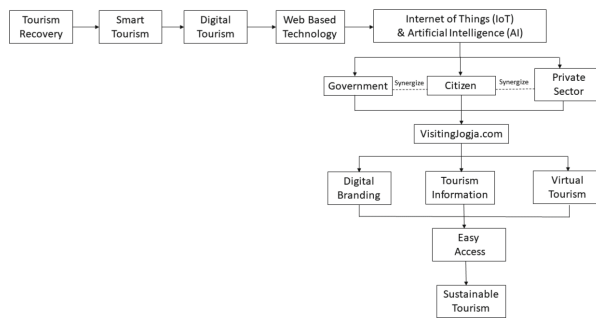 Tourism
Recovery
Smart
Tourism
Digital
Tourism
Web Based
Technology
Internet of Things (IoT)
& Artificial Intelligence (AI)
Government
Synergize
Citizen
Synergize
Private
Sector
VisitingJogja.com
Digital
Branding
Tourism
Information
Virtual
Tourism
Easy
Access
Sustainable
Tourism